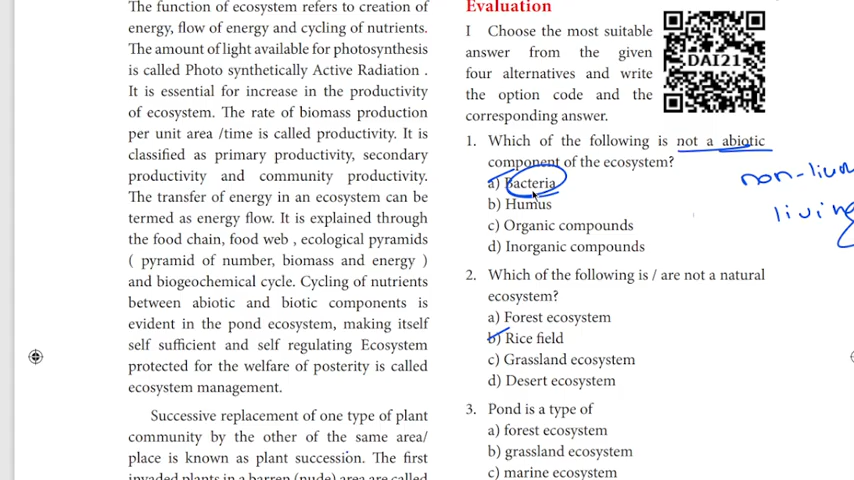 The function of ecosystem refers to creation of
energy, flow of energy and cycling of nutrients.
The amount of light available for photosynthesis
is called Photo synthetically Active Radiation .
It is essential for increase in the productivity
of ecosystem. The rate of biomass production
per unit area /time is called productivity. It is
classified as primary productivity, secondary
productivity and community productivity.
The transfer of energy in an ecosystem can be
termed as energy flow. It is explained through
the food chain, food web , ecological pyramids
( pyramid of number, biomass and energy )
and biogeochemical cycle. Cycling of nutrients
between abiotic and biotic components is
evident in the pond ecosystem, making itself
self sufficient and self regulating Ecosystem
protected for the welfare of posterity is called
ecosystem management.
Successive replacement of one type of plant
community by the other of the same area/
place is known as plant succession. The first
invaded plants in a barren (nude) area are called
Evaluation
I Choose the most suitable
answer from the given
four alternatives and write
the option code and the
corresponding answer.
DAI21
1. Which of the following is not a abiotic
component of the ecosystem?
a) Bacteria
b) Humus
c) Organic compounds
d) Inorganic compounds
2. Which of the following is / are not a natural
ecosystem?
a) Forest ecosystem
b) Rice field
c) Grassland ecosystem
d) Desert ecosystem
3. Pond is a type of
a) forest ecosystem
b) grassland ecosystem
c) marine ecosystem
living